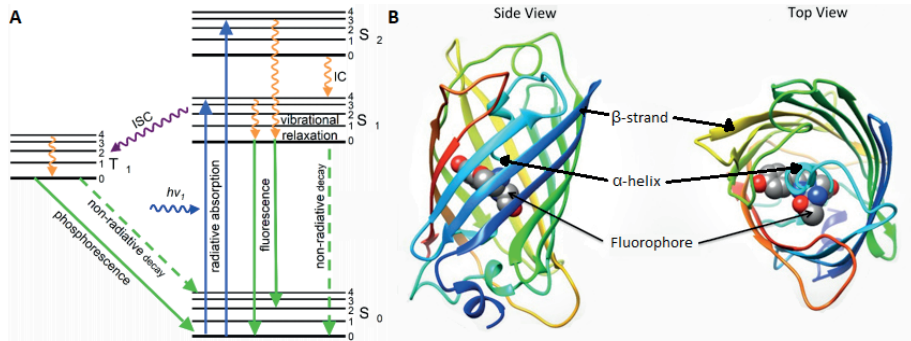 A
4
3
2
1
0
S 2
IC
4
3
2
1
0
S 1
vibrational
relaxation
ISC
4
3
2
1
0
T 1
hν1
radiative absorption
fluorescence
non-radiative decay
non-radiative decay
phosphorescence
4
3
2
1
0
S 0
B
Side View
Top View
β-strand
α-helix
Fluorophore